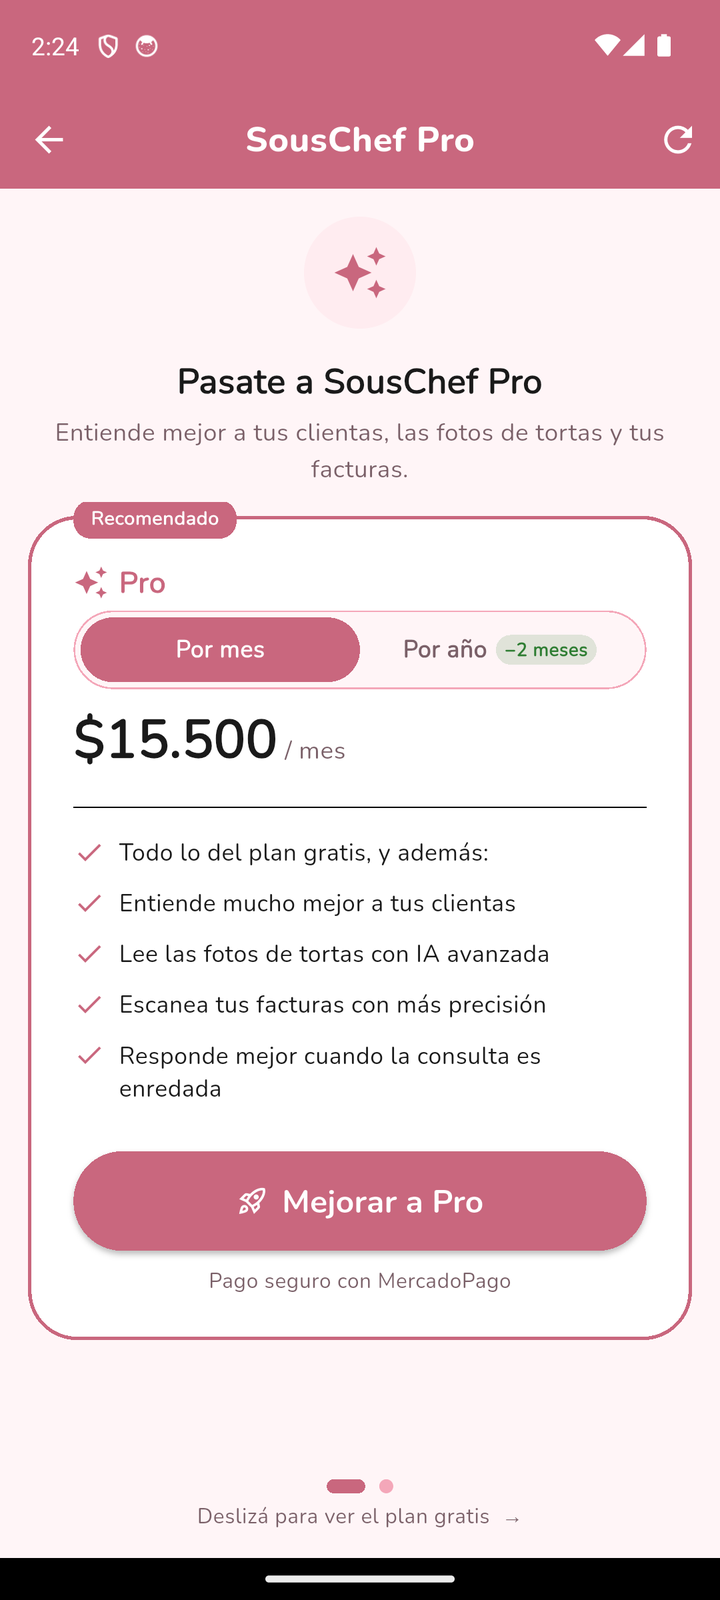 2:24
SousChef Pro
Pasate a SousChef Pro
Entiende mejor a tus clientas, las fotos de tortas y tus
facturas.
Recomendado
Pro
Por mes
Por año −2 meses
$15.500 / mes
Todo lo del plan gratis, y además:
Entiende mucho mejor a tus clientas
Lee las fotos de tortas con IA avanzada
Escanea tus facturas con más precisión
Responde mejor cuando la consulta es
enredada
Mejorar a Pro
Pago seguro con MercadoPago
Deslizá para ver el plan gratis →